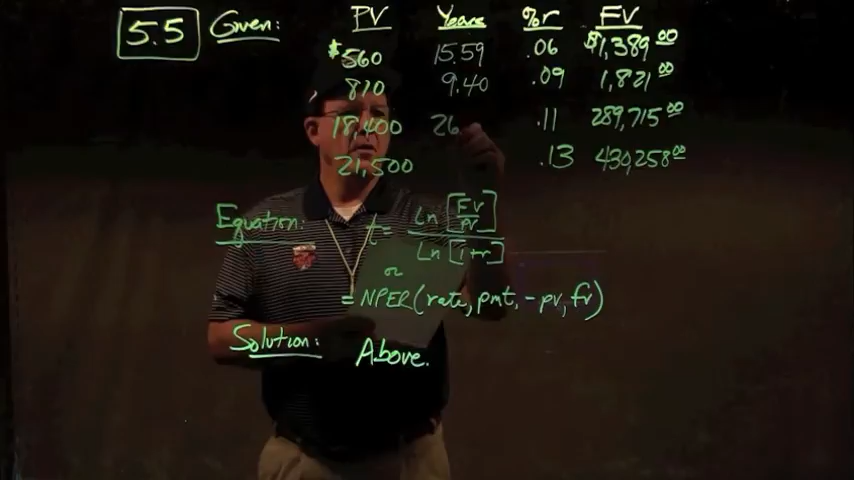 5.5 Given: PV Years %r FV
$560 15.59 .06 $1,389 00
810 9.40 .09 1,821 00
18,400 26 .11 289,715 00
21,500 .13 430,258 00
Equation: t = Ln [FV/PV] / Ln [1+r]
or
= NPER(rate, pmt, -pv, fv)
Solution: Above.